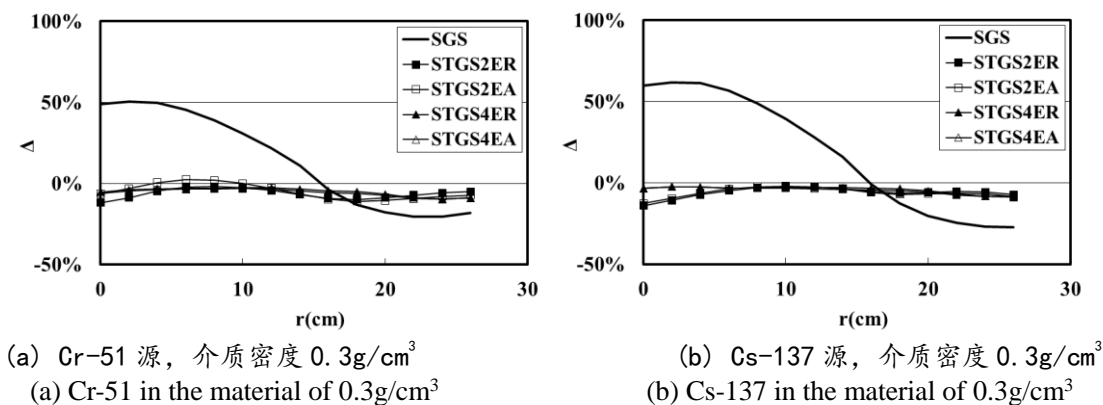 100%
50%
0%
-50%
Δ
SGS
STGS2ER
STGS2EA
STGS4ER
STGS4EA
0 10 20 30
r(cm)
(a) Cr-51 源，介质密度 0.3g/cm³
(a) Cr-51 in the material of 0.3g/cm³
100%
50%
0%
-50%
Δ
SGS
STGS2ER
STGS2EA
STGS4ER
STGS4EA
0 10 20 30
r(cm)
(b) Cs-137 源，介质密度 0.3g/cm³
(b) Cs-137 in the material of 0.3g/cm³